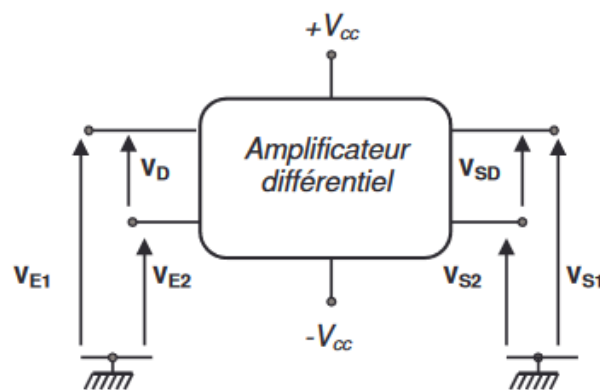 +Vcc
Amplificateur
différentiel
VD
VSD
VE1
VE2
VS2
VS1
-Vcc